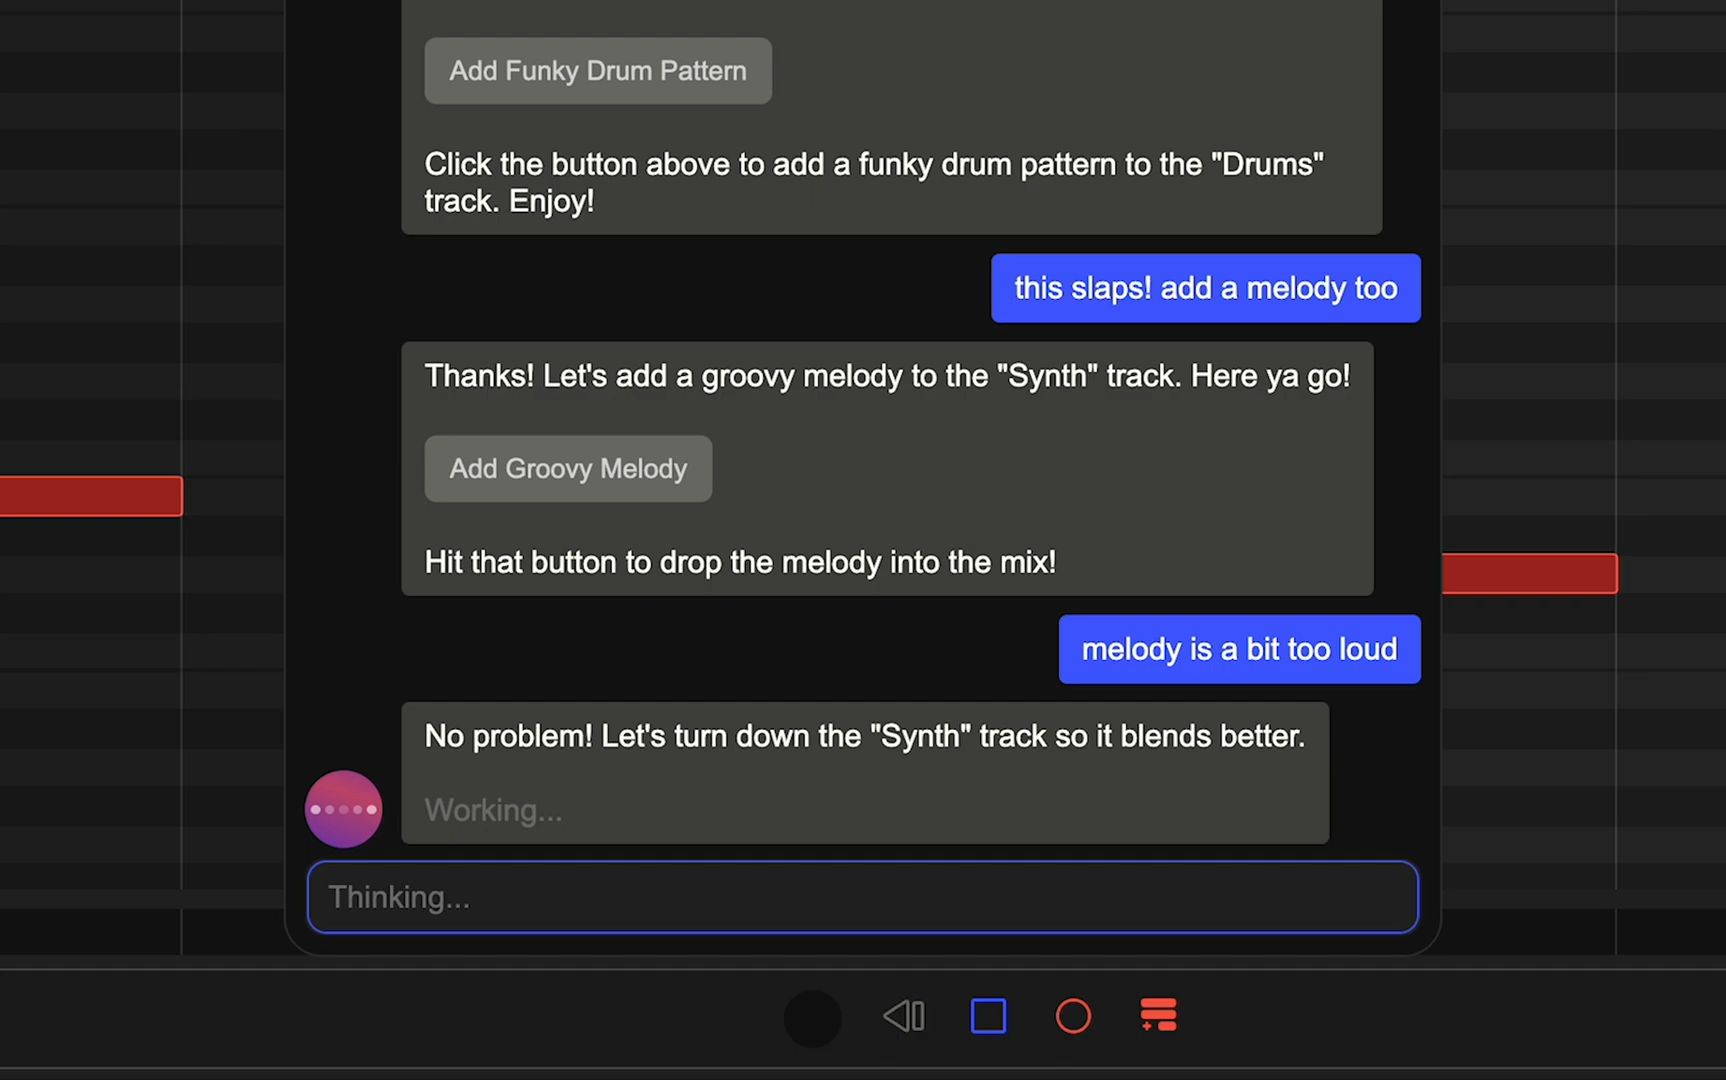 Add Funky Drum Pattern
Click the button above to add a funky drum pattern to the "Drums"
track. Enjoy!
this slaps! add a melody too
Thanks! Let's add a groovy melody to the "Synth" track. Here ya go!
Add Groovy Melody
Hit that button to drop the melody into the mix!
melody is a bit too loud
No problem! Let's turn down the "Synth" track so it blends better.
Working...
Thinking...